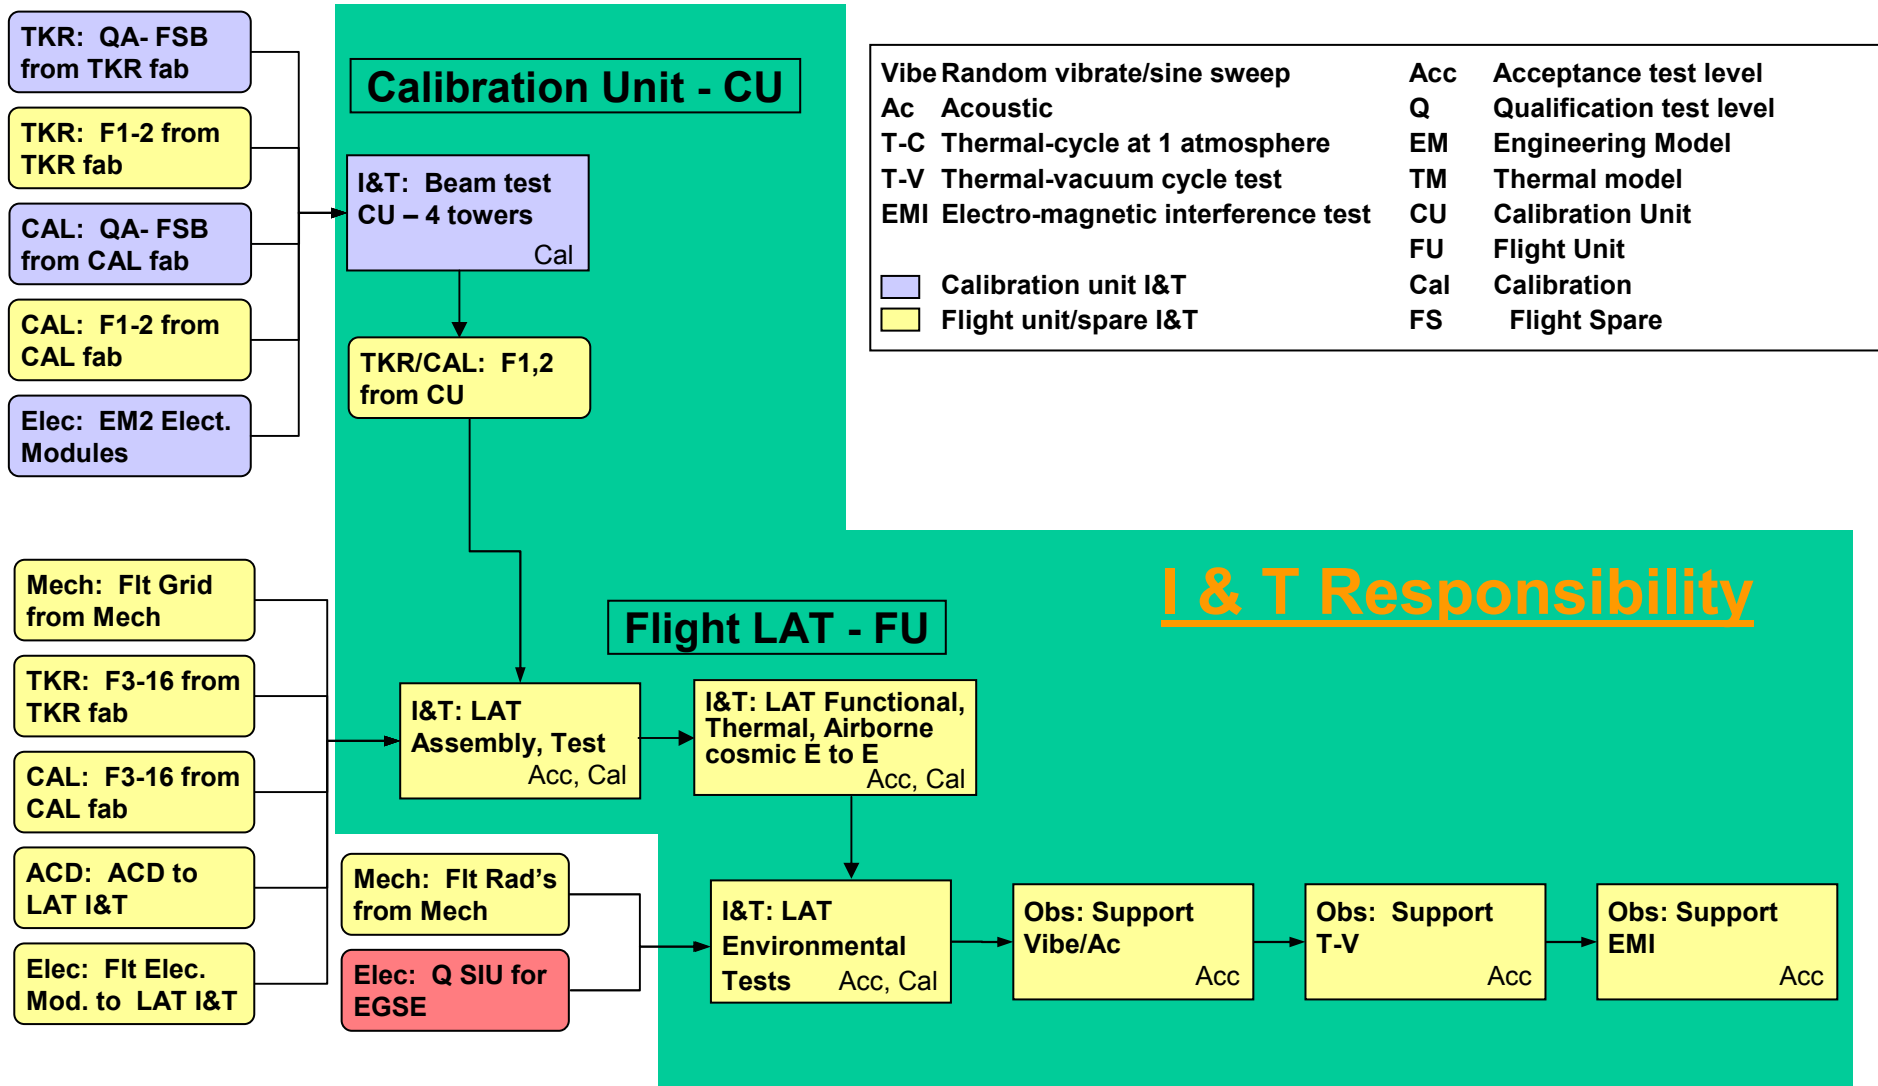 TKR: QA- FSB
from TKR fab
TKR: F1-2 from
TKR fab
CAL: QA- FSB
from CAL fab
CAL: F1-2 from
CAL fab
Elec: EM2 Elect.
Modules
Calibration Unit - CU
I&T: Beam test
CU – 4 towers
Cal
TKR/CAL: F1,2
from CU
Vibe Random vibrate/sine sweep
Ac Acoustic
T-C Thermal-cycle at 1 atmosphere
T-V Thermal-vacuum cycle test
EMI Electro-magnetic interference test
Calibration unit I&T
Flight unit/spare I&T
Acc Acceptance test level
Q Qualification test level
EM Engineering Model
TM Thermal model
CU Calibration Unit
FU Flight Unit
Cal Calibration
FS Flight Spare
I & T Responsibility
Flight LAT - FU
Mech: Flt Grid
from Mech
TKR: F3-16 from
TKR fab
CAL: F3-16 from
CAL fab
ACD: ACD to
LAT I&T
Elec: Flt Elec.
Mod. to LAT I&T
I&T: LAT
Assembly, Test
Acc, Cal
I&T: LAT Functional,
Thermal, Airborne
cosmic E to E
Acc, Cal
Mech: Flt Rad's
from Mech
Elec: Q SIU for
EGSE
I&T: LAT
Environmental
Tests Acc, Cal
Obs: Support
Vibe/Ac
Acc
Obs: Support
T-V
Acc
Obs: Support
EMI
Acc